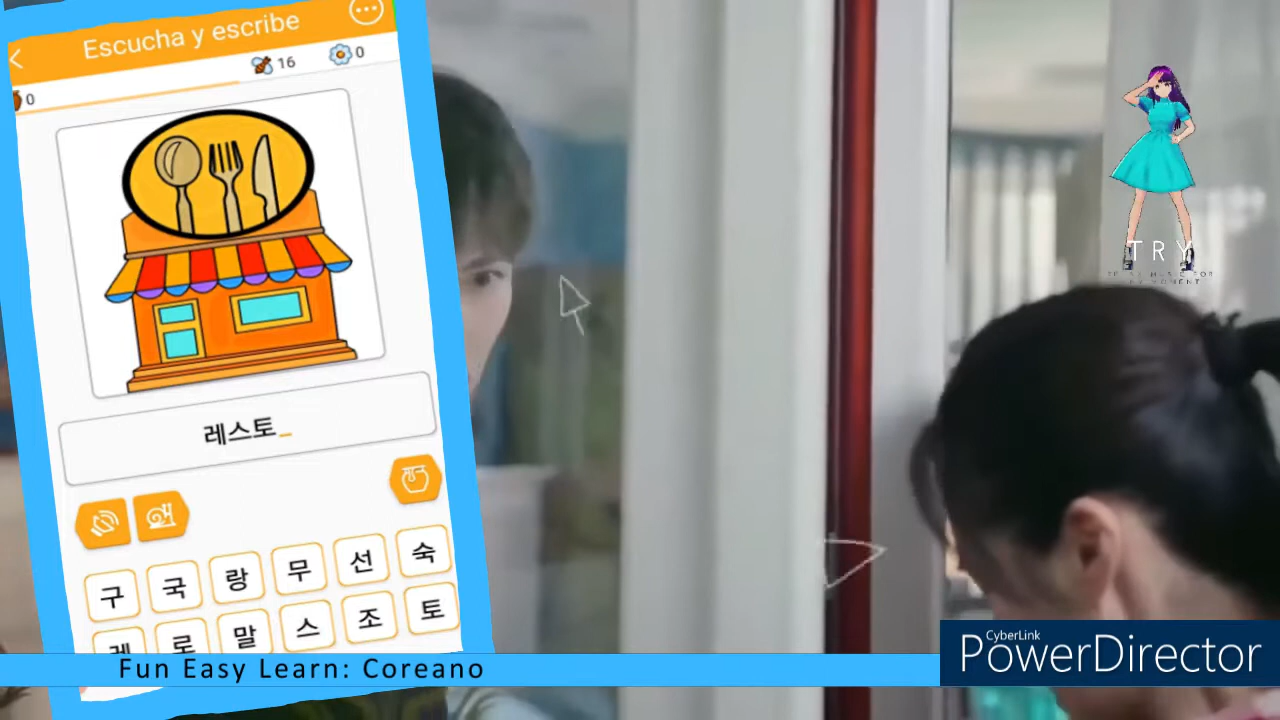 Escucha y escribe
16
0
0
레스토_
구 국 랑 무 선 숙
레 로 말 스 조 토
Fun Easy Learn: Coreano
TRY
CyberLink
PowerDirector